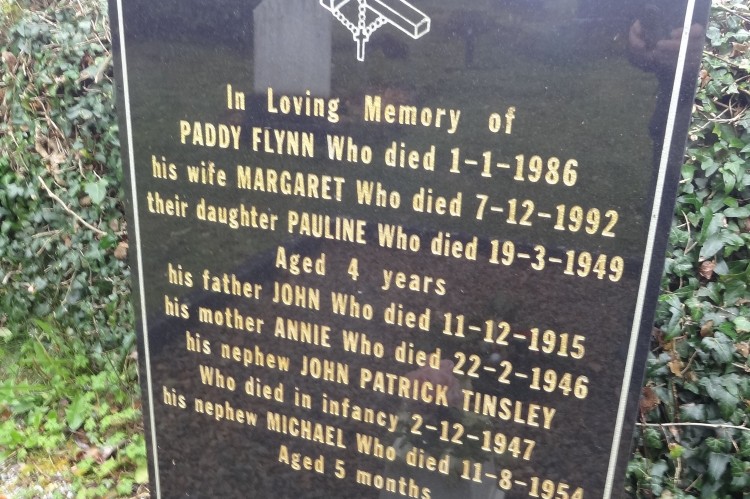 In Loving Memory of
PADDY FLYNN Who died 1-1-1986
his wife MARGARET Who died 7-12-1992
their daughter PAULINE Who died 19-3-1949
Aged 4 years
his father JOHN Who died 11-12-1915
his mother ANNIE Who died 22-2-1946
his nephew JOHN PATRICK TINSLEY
Who died in infancy 2-12-1947
his nephew MICHAEL Who died 11-8-1954
Aged 5 months